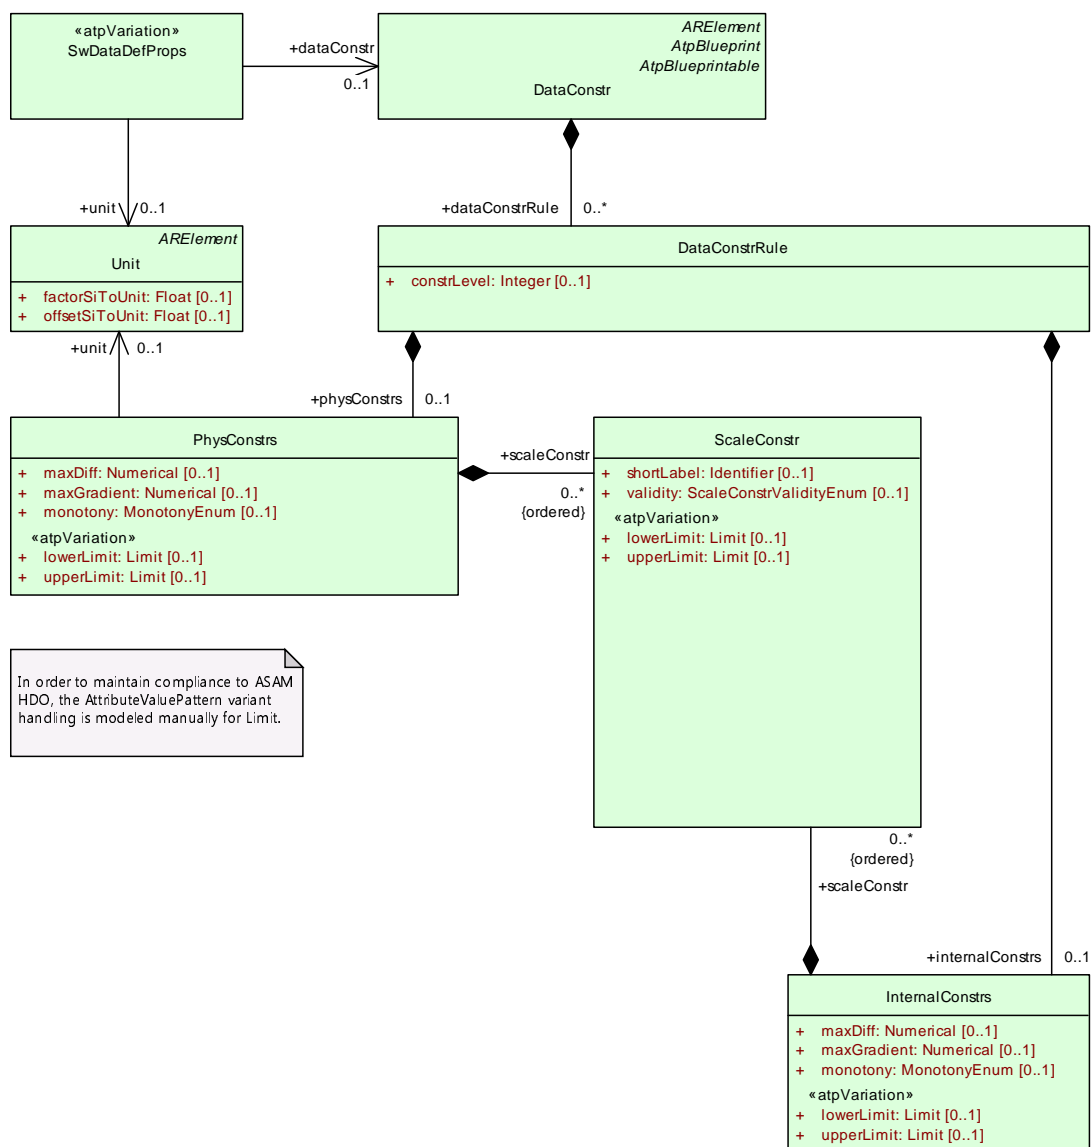 «atpVariation»
SwDataDefProps
+dataConstr
0..1
ARElement
AtpBlueprint
AtpBlueprintable
DataConstr
+unit 0..1
+dataConstrRule 0..*
ARElement
Unit
+ factorSiToUnit: Float [0..1]
+ offsetSiToUnit: Float [0..1]
DataConstrRule
+ constrLevel: Integer [0..1]
+unit 0..1
+physConstrs 0..1
PhysConstrs
+ maxDiff: Numerical [0..1]
+ maxGradient: Numerical [0..1]
+ monotony: MonotonyEnum [0..1]
«atpVariation»
+ lowerLimit: Limit [0..1]
+ upperLimit: Limit [0..1]
+scaleConstr
0..*
{ordered}
ScaleConstr
+ shortLabel: Identifier [0..1]
+ validity: ScaleConstrValidityEnum [0..1]
«atpVariation»
+ lowerLimit: Limit [0..1]
+ upperLimit: Limit [0..1]
In order to maintain compliance to ASAM
HDO, the AttributeValuePattern variant
handling is modeled manually for Limit.
0..*
{ordered}
+scaleConstr
+internalConstrs 0..1
InternalConstrs
+ maxDiff: Numerical [0..1]
+ maxGradient: Numerical [0..1]
+ monotony: MonotonyEnum [0..1]
«atpVariation»
+ lowerLimit: Limit [0..1]
+ upperLimit: Limit [0..1]